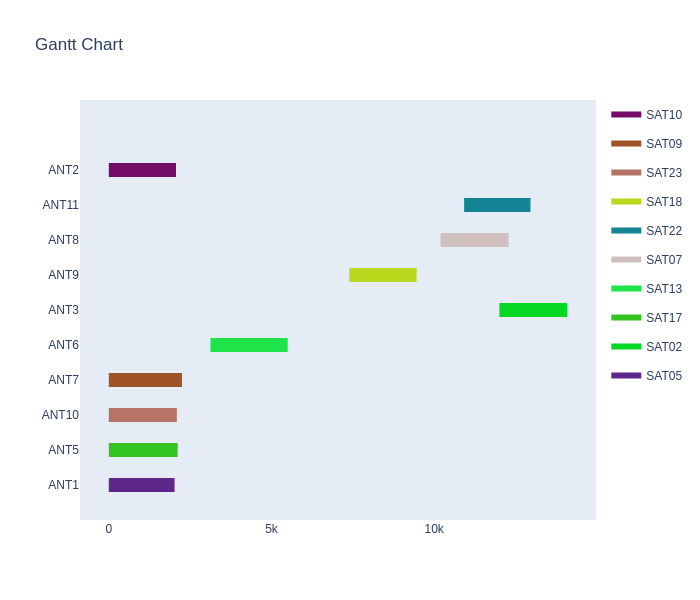 Gantt Chart
ANT2
ANT11
ANT8
ANT9
ANT3
ANT6
ANT7
ANT10
ANT5
ANT1
0 5k 10k
SAT10
SAT09
SAT23
SAT18
SAT22
SAT07
SAT13
SAT17
SAT02
SAT05